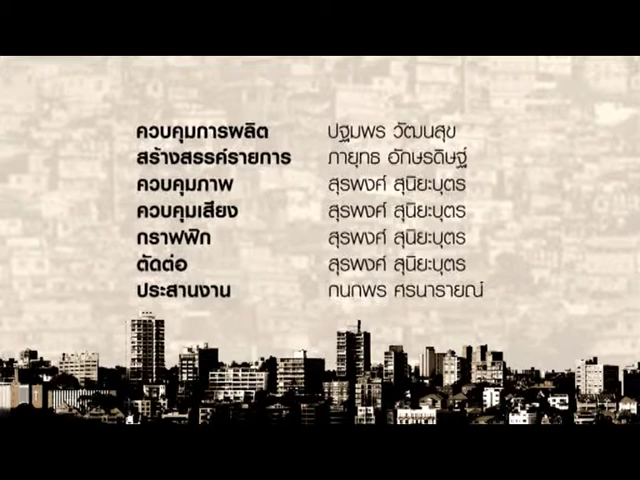 ควบคุมการผลิต ปฐมพร วัฒนสุข
สร้างสรรค์รายการ ภายุทธ อักษรดิษฐ์
ควบคุมภาพ สุรพงศ์ สุนิยะบุตร
ควบคุมเสียง สุรพงศ์ สุนิยะบุตร
กราฟฟิก สุรพงศ์ สุนิยะบุตร
ตัดต่อ สุรพงศ์ สุนิยะบุตร
ประสานงาน กนกพร ศรนารายณ์